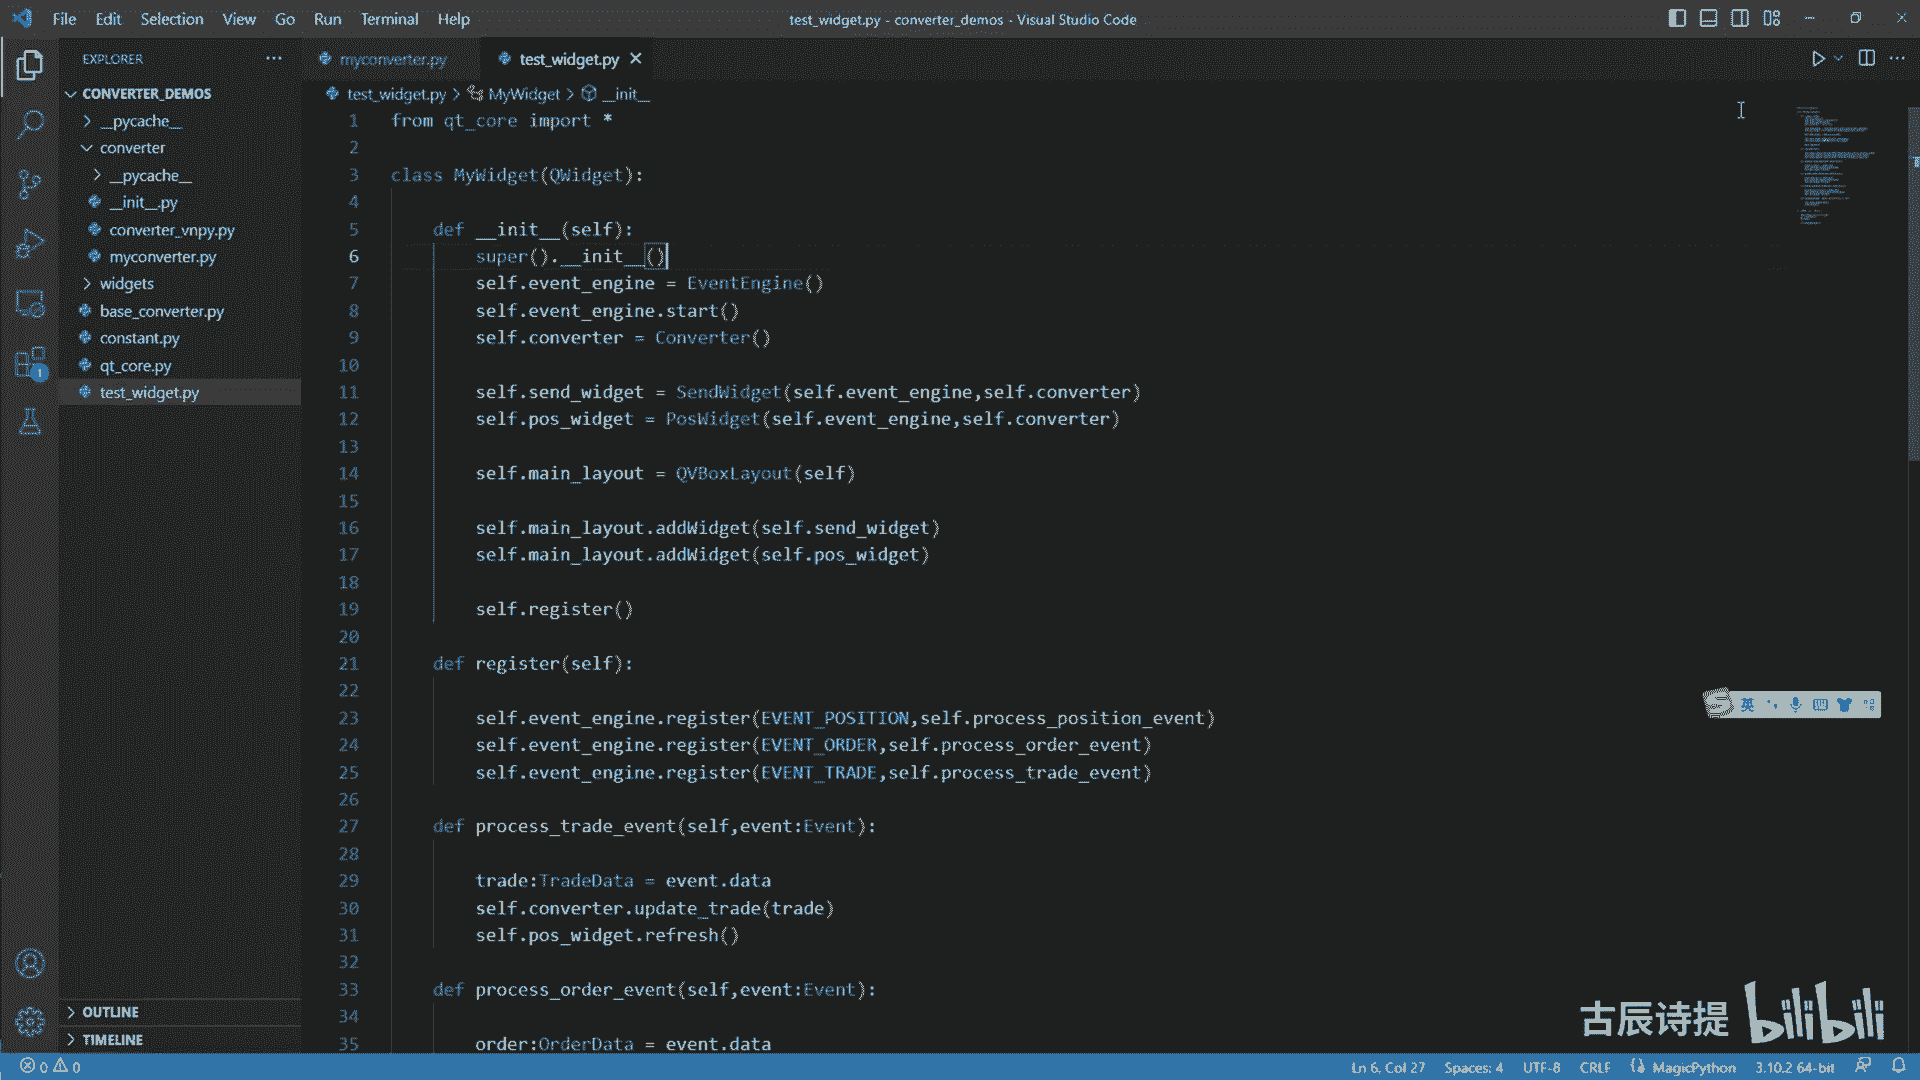 File Edit Selection View Go Run Terminal Help
test_widget.py - converter_demos - Visual Studio Code
EXPLORER
CONVERTER_DEMOS
__pycache__
converter
__pycache__
__init__.py
converter_vnpy.py
myconverter.py
widgets
base_converter.py
constant.py
qt_core.py
test_widget.py
OUTLINE
TIMELINE
1
myconverter.py
test_widget.py
test_widget.py > MyWidget > __init__
1 from qt_core import *
2
3 class MyWidget(QWidget):
4
5 def __init__(self):
6 super().__init__()
7 self.event_engine = EventEngine()
8 self.event_engine.start()
9 self.converter = Converter()
10
11 self.send_widget = SendWidget(self.event_engine,self.converter)
12 self.pos_widget = PosWidget(self.event_engine,self.converter)
13
14 self.main_layout = QVBoxLayout(self)
15
16 self.main_layout.addWidget(self.send_widget)
17 self.main_layout.addWidget(self.pos_widget)
18
19 self.register()
20
21 def register(self):
22
23 self.event_engine.register(EVENT_POSITION,self.process_position_event)
24 self.event_engine.register(EVENT_ORDER,self.process_order_event)
25 self.event_engine.register(EVENT_TRADE,self.process_trade_event)
26
27 def process_trade_event(self,event:Event):
28
29 trade:TradeData = event.data
30 self.converter.update_trade(trade)
31 self.pos_widget.refresh()
32
33 def process_order_event(self,event:Event):
34
35 order:OrderData = event.data
英
古辰诗提 bilibili
0 0
Ln 6, Col 27 Spaces: 4 UTF-8 CRLF MagicPython 3.10.2 64-bit